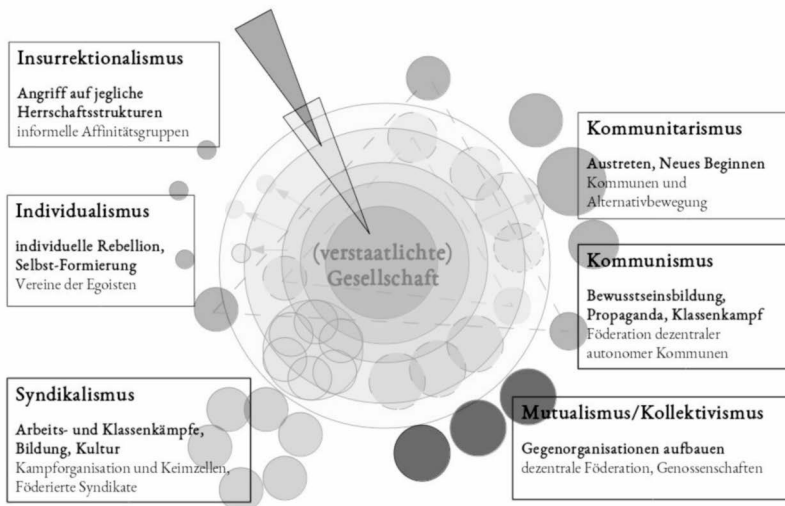 Insurrektionalismus
Angriff auf jegliche
Herrschaftsstrukturen
informelle Affinitätsgruppen
Individualismus
individuelle Rebellion,
Selbst-Formierung
Vereine der Egoisten
Syndikalismus
Arbeits- und Klassenkämpfe,
Bildung, Kultur
Kampforganisation und Keimzellen,
Föderierte Syndikate
(verstaatlichte)
Gesellschaft
Kommunitarismus
Austreten, Neues Beginnen
Kommunen und
Alternativbewegung
Kommunismus
Bewusstseinsbildung,
Propaganda, Klassenkampf
Föderation dezentraler
autonomer Kommunen
Mutualismus/Kollektivismus
Gegenorganisationen aufbauen
dezentrale Föderation, Genossenschaften